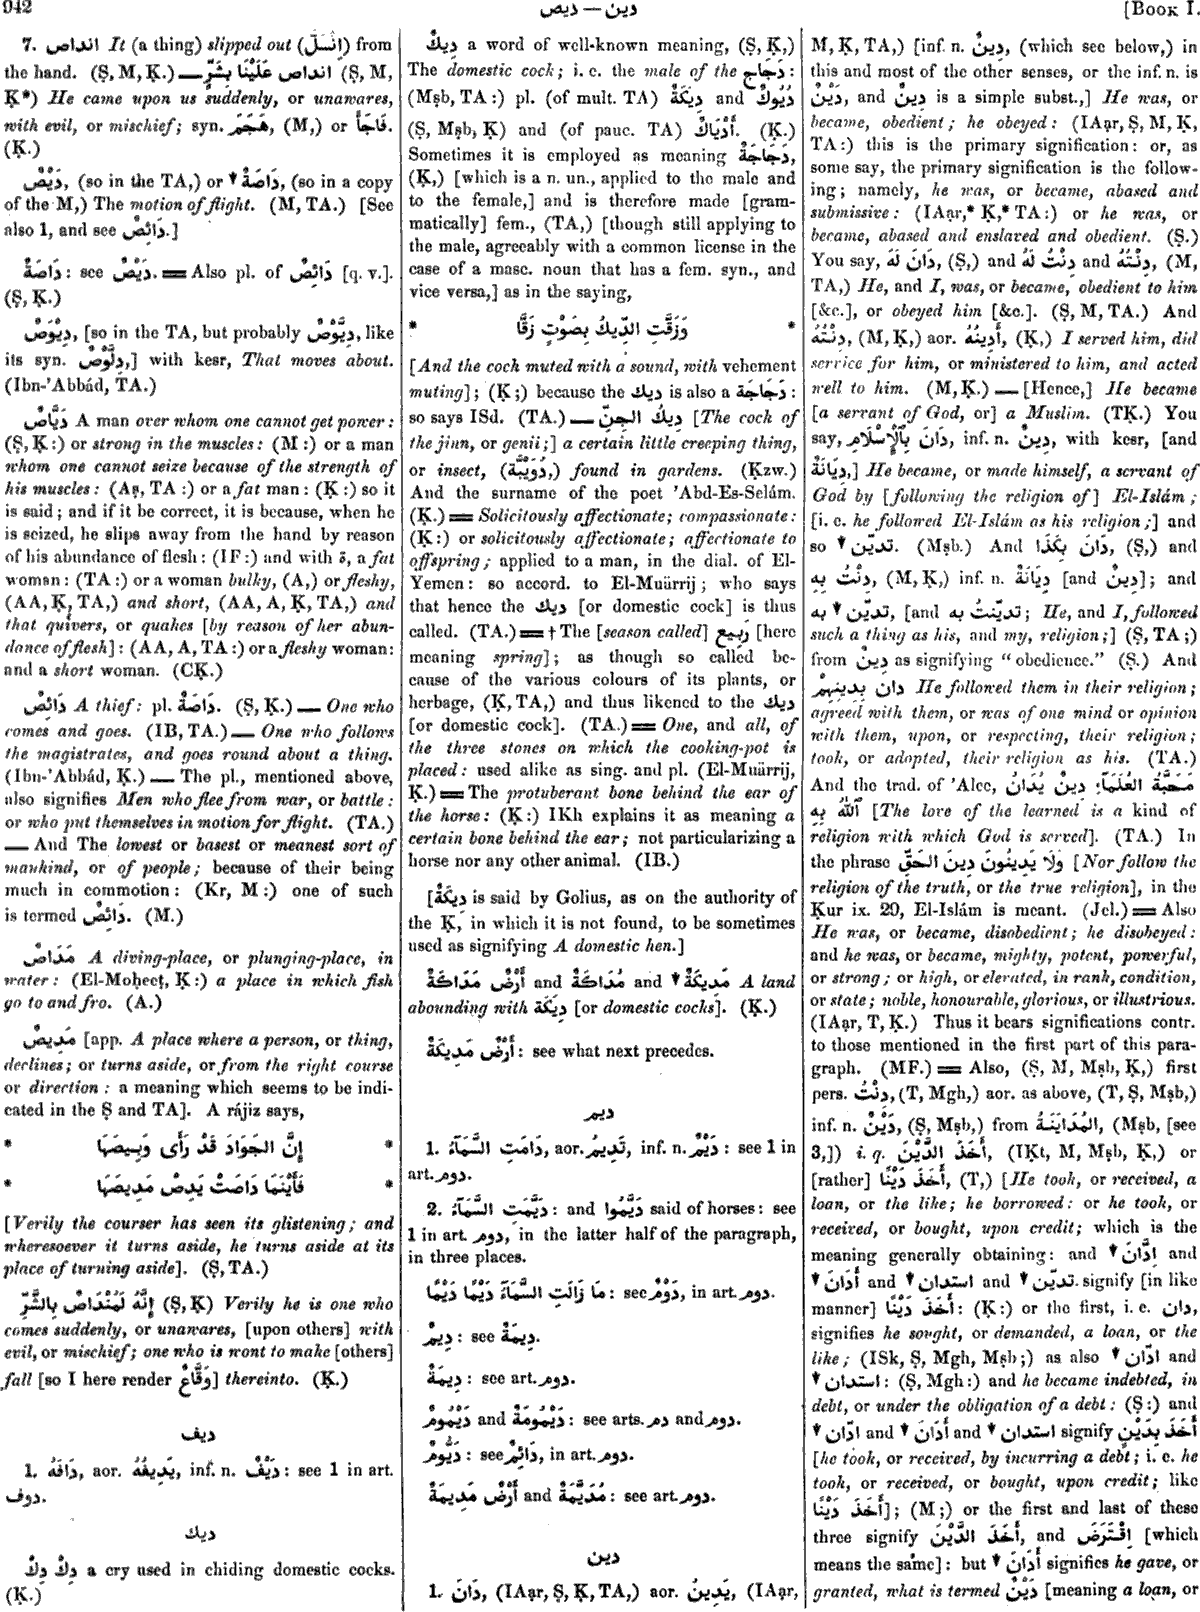 942
ديص — دين
[BOOK I.
7. انداص It (a thing) slipped out (اِنْسَلَّ) from
the hand. (Ṣ, M, Ḳ.) — انداص عَلَيْنَا بِشَرٍّ (Ṣ, M,
Ḳ*) He came upon us suddenly, or unawares,
with evil, or mischief; syn. هَجَمَ, (M,) or فَاجَأَ.
(Ḳ.)
دَيْصٌ, (so in the TA,) or ▼ دَاصَةٌ, (so in a copy
of the M,) The motion of flight. (M, TA.) [See
also 1, and see دَائِصٌ.]
دَاصَةٌ: see دَيْصٌ. ═ Also pl. of دَائِصٌ [q. v.].
(Ṣ, Ḳ.)
دِيْوَصٌ, [so in the TA, but probably دِيَّوْصٌ, like
its syn. دِلَّوْصٌ,] with kesr, That moves about.
(Ibn-'Abbád, TA.)
دَيَّاصٌ A man over whom one cannot get power:
(Ṣ, Ḳ:) or strong in the muscles: (M:) or a man
whom one cannot seize because of the strength of
his muscles: (Aṣ, TA:) or a fat man: (Ḳ:) so it
is said; and if it be correct, it is because, when he
is seized, he slips away from the hand by reason
of his abundance of flesh: (IF:) and with ة, a fat
woman: (TA:) or a woman bulky, (A,) or fleshy,
(AA, Ḳ, TA,) and short, (AA, A, Ḳ, TA,) and
that quivers, or quakes [by reason of her abun-
dance of flesh]: (AA, A, TA:) or a fleshy woman:
and a short woman. (CḲ.)
دَائِصٌ A thief: pl. دَاصَةٌ. (Ṣ, Ḳ.) — One who
comes and goes. (IB, TA.) — One who follows
the magistrates, and goes round about a thing.
(Ibn-'Abbád, Ḳ.) — The pl., mentioned above,
also signifies Men who flee from war, or battle:
or who put themselves in motion for flight. (TA.)
— And The lowest or basest or meanest sort of
mankind, or of people; because of their being
much in commotion: (Kr, M:) one of such
is termed دَائِصٌ. (M.)
مَدَاصٌ A diving-place, or plunging-place, in
water: (El-Moḥeeṭ, Ḳ:) a place in which fish
go to and fro. (A.)
مَدِيصٌ [app. A place where a person, or thing,
declines; or turns aside, or from the right course
or direction: a meaning which seems to be indi-
cated in the Ṣ and TA]. A rájiz says,
* إِنَّ الجَوَادَ قَدْ رَأَى وَبِيصَهَا *
* فَأَيْنَمَا دَاصَتْ يَدِصْ مَدِيصَهَا *
[Verily the courser has seen its glistening; and
wheresoever it turns aside, he turns aside at its
place of turning aside]. (Ṣ, TA.)
إِنَّهُ لَمُنْدَاصٌ بِالشَّرِّ (Ṣ, Ḳ) Verily he is one who
comes suddenly, or unawares, [upon others] with
evil, or mischief; one who is wont to make [others]
fall [so I here render وَقَّاعٌ] thereinto. (Ḳ.)
ديف
1. دَافَهُ, aor. يَدِيفُهُ, inf. n. دَيْفٌ: see 1 in art.
دوف.
ديك
دِكْ دِكْ a cry used in chiding domestic cocks.
(Ḳ.)
دِيكٌ a word of well-known meaning, (Ṣ, Ḳ,)
The domestic cock; i. e. the male of the دَجَاج:
(Mṣb, TA:) pl. (of mult. TA) دِيَكَةٌ and دُيُوكٌ
(Ṣ, Mṣb, Ḳ) and (of pauc. TA) أَدْيَاكٌ. (Ḳ.)
Sometimes it is employed as meaning دَجَاجَةٌ,
(Ḳ,) [which is a n. un., applied to the male and
to the female,] and is therefore made [gram-
matically] fem., (TA,) [though still applying to
the male, agreeably with a common license in the
case of a masc. noun that has a fem. syn., and
vice versa,] as in the saying,
* وَزَقَّتِ الدِّيكُ بِصَوْتٍ زَقَّا *
[And the cock muted with a sound, with vehement
muting]; (Ḳ;) because the ديك is also a دَجَاجَة:
so says ISd. (TA.) — دِيكُ الجِنِّ [The cock of
the jinn, or genii;] a certain little creeping thing,
or insect, (دُوَيْبَّة,) found in gardens. (Ḳzw.)
And the surname of the poet 'Abd-Es-Selám.
(Ḳ.) ═ Solicitously affectionate; compassionate:
(Ḳ:) or solicitously affectionate; affectionate to
offspring; applied to a man, in the dial. of El-
Yemen: so accord. to El-Muärrij; who says
that hence the ديك [or domestic cock] is thus
called. (TA.) ═ † The [season called] رَبِيع [here
meaning spring]; as though so called be-
cause of the various colours of its plants, or
herbage, (Ḳ, TA,) and thus likened to the ديك
[or domestic cock]. (TA.) ═ One, and all, of
the three stones on which the cooking-pot is
placed: used alike as sing. and pl. (El-Muärrij,
Ḳ.) ═ The protuberant bone behind the ear of
the horse: (Ḳ:) IKh explains it as meaning a
certain bone behind the ear; not particularizing a
horse nor any other animal. (IB.)
[دِيكَةٌ is said by Golius, as on the authority of
the Ḳ, in which it is not found, to be sometimes
used as signifying A domestic hen.]
أَرْضٌ مَدَاكَةٌ and مُدَاكَةٌ and ▼ مَدِيكَةٌ A land
abounding with دِيَكَة [or domestic cocks]. (Ḳ.)
أَرْضٌ مَدِيكَةٌ: see what next precedes.
ديم
1. دَامَتِ السَّمَآءُ, aor. تَدِيمُ, inf. n. دَيْمٌ: see 1 in
art. دوم.
2. دَيَّمَتِ السَّمَآءُ: and دَيَّمُوا said of horses: see
1 in art. دوم, in the latter half of the paragraph,
in three places.
مَا زَالَتِ السَّمَآءُ دَيْمًا دَيْمًا: see دَوْمٌ, in art. دوم.
دِيَمٌ: see دِيمَةٌ.
دِيمَةٌ: see art. دوم.
دَيْمُومَةٌ and دَيْمُومٌ: see arts. دم and دوم.
دَيُّومٌ: see دَائِمٌ, in art. دوم.
أَرْضٌ مَدِيمَةٌ and مُدَيَّمَةٌ: see art. دوم.
دين
1. دَانَ, (IAạr, Ṣ, Ḳ, TA,) aor. يَدِينُ, (IAạr,
M, Ḳ, TA,) [inf. n. دِينٌ, (which see below,) in
this and most of the other senses, or the inf. n. is
دَيْنٌ, and دِينٌ is a simple subst.,] He was, or
became, obedient; he obeyed: (IAạr, Ṣ, M, Ḳ,
TA:) this is the primary signification: or, as
some say, the primary signification is the follow-
ing; namely, he was, or became, abased and
submissive: (IAạr,* Ḳ,* TA:) or he was, or
became, abased and enslaved and obedient. (Ṣ.)
You say, دَانَ لَهُ, (Ṣ,) and دِنْتُ لَهُ and دِنْتُهُ, (M,
TA,) He, and I, was, or became, obedient to him
[&c.], or obeyed him [&c.]. (Ṣ, M, TA.) And
دِنْتُهُ, (M, Ḳ,) aor. أَدِينُهُ, (Ḳ,) I served him, did
service for him, or ministered to him, and acted
well to him. (M, Ḳ.) — [Hence,] He became
[a servant of God, or] a Muslim. (TḲ.) You
say, دَانَ بِالْإِسْلَامِ, inf. n. دِينٌ, with kesr, [and
دِيَانَةٌ,] He became, or made himself, a servant of
God by [following the religion of] El-Islám;
[i. e. he followed El-Islám as his religion;] and
so ▼ تديّن. (Mṣb.) And دَانَ بِكَذَا, (Ṣ,) and
دِنْتُ بِهِ, (M, Ḳ,) inf. n. دِيَانَةٌ [and دِينٌ]; and
▼ تديّن به, [and تديّنتُ به; He, and I, followed
such a thing as his, and my, religion;] (Ṣ, TA;)
from دِينٌ as signifying "obedience." (Ṣ.) And
دان بِدِينِهِمْ He followed them in their religion;
agreed with them, or was of one mind or opinion
with them, upon, or respecting, their religion;
took, or adopted, their religion as his. (TA.)
And the trad. of 'Alee, مَحَبَّةُ العُلَمَآءِ دِينٌ يُدَانُ
ٱللّٰهُ بِهِ [The love of the learned is a kind of
religion with which God is served]. (TA.) In
the phrase وَلَا يَدِينُونَ دِينَ الحَقِّ [Nor follow the
religion of the truth, or the true religion], in the
Ḳur ix. 29, El-Islám is meant. (Jel.) ═ Also
He was, or became, disobedient; he disobeyed:
and he was, or became, mighty, potent, powerful,
or strong; or high, or elevated, in rank, condition,
or state; noble, honourable, glorious, or illustrious.
(IAạr, T, Ḳ.) Thus it bears significations contr.
to those mentioned in the first part of this para-
graph. (MF.) ═ Also, (Ṣ, M, Mṣb, Ḳ,) first
pers. دِنْتُ, (T, Mgh,) aor. as above, (T, Ṣ, Mṣb,)
inf. n. دَيْنٌ, (Ṣ, Mṣb,) from المُدَايَنَةُ, (Mṣb, [see
3,]) i. q. أَخَذَ الدَّيْنَ, (IḲt, M, Mṣb, Ḳ,) or
[rather] أَخَذَ دَيْنًا, (T,) [He took, or received, a
loan, or the like; he borrowed: or he took, or
received, or bought, upon credit; which is the
meaning generally obtaining: and ▼ ادَّانَ and
▼ أَدَانَ and ▼ استدان and ▼ تديّن signify [in like
manner] أَخَذَ دَيْنًا: (Ḳ:) or the first, i. e. دان,
signifies he sought, or demanded, a loan, or the
like; (ISk, Ṣ, Mgh, Mṣb;) as also ▼ ادّان and
▼ استدان: (Ṣ, Mgh:) and he became indebted, in
debt, or under the obligation of a debt: (Ṣ:) and
▼ ادّان and ▼ أَدَانَ and ▼ استدان signify أَخَذَ بِدَيْنٍ
[he took, or received, by incurring a debt; i. e. he
took, or received, or bought, upon credit; like
أَخَذَ دَيْنًا]; (M;) or the first and last of these
three signify أَخَذَ الدَّيْنَ, and اِقْتَرَضَ [which
means the same]: but ▼ أَدَانَ signifies he gave, or
granted, what is termed دَيْنٌ [meaning a loan, or